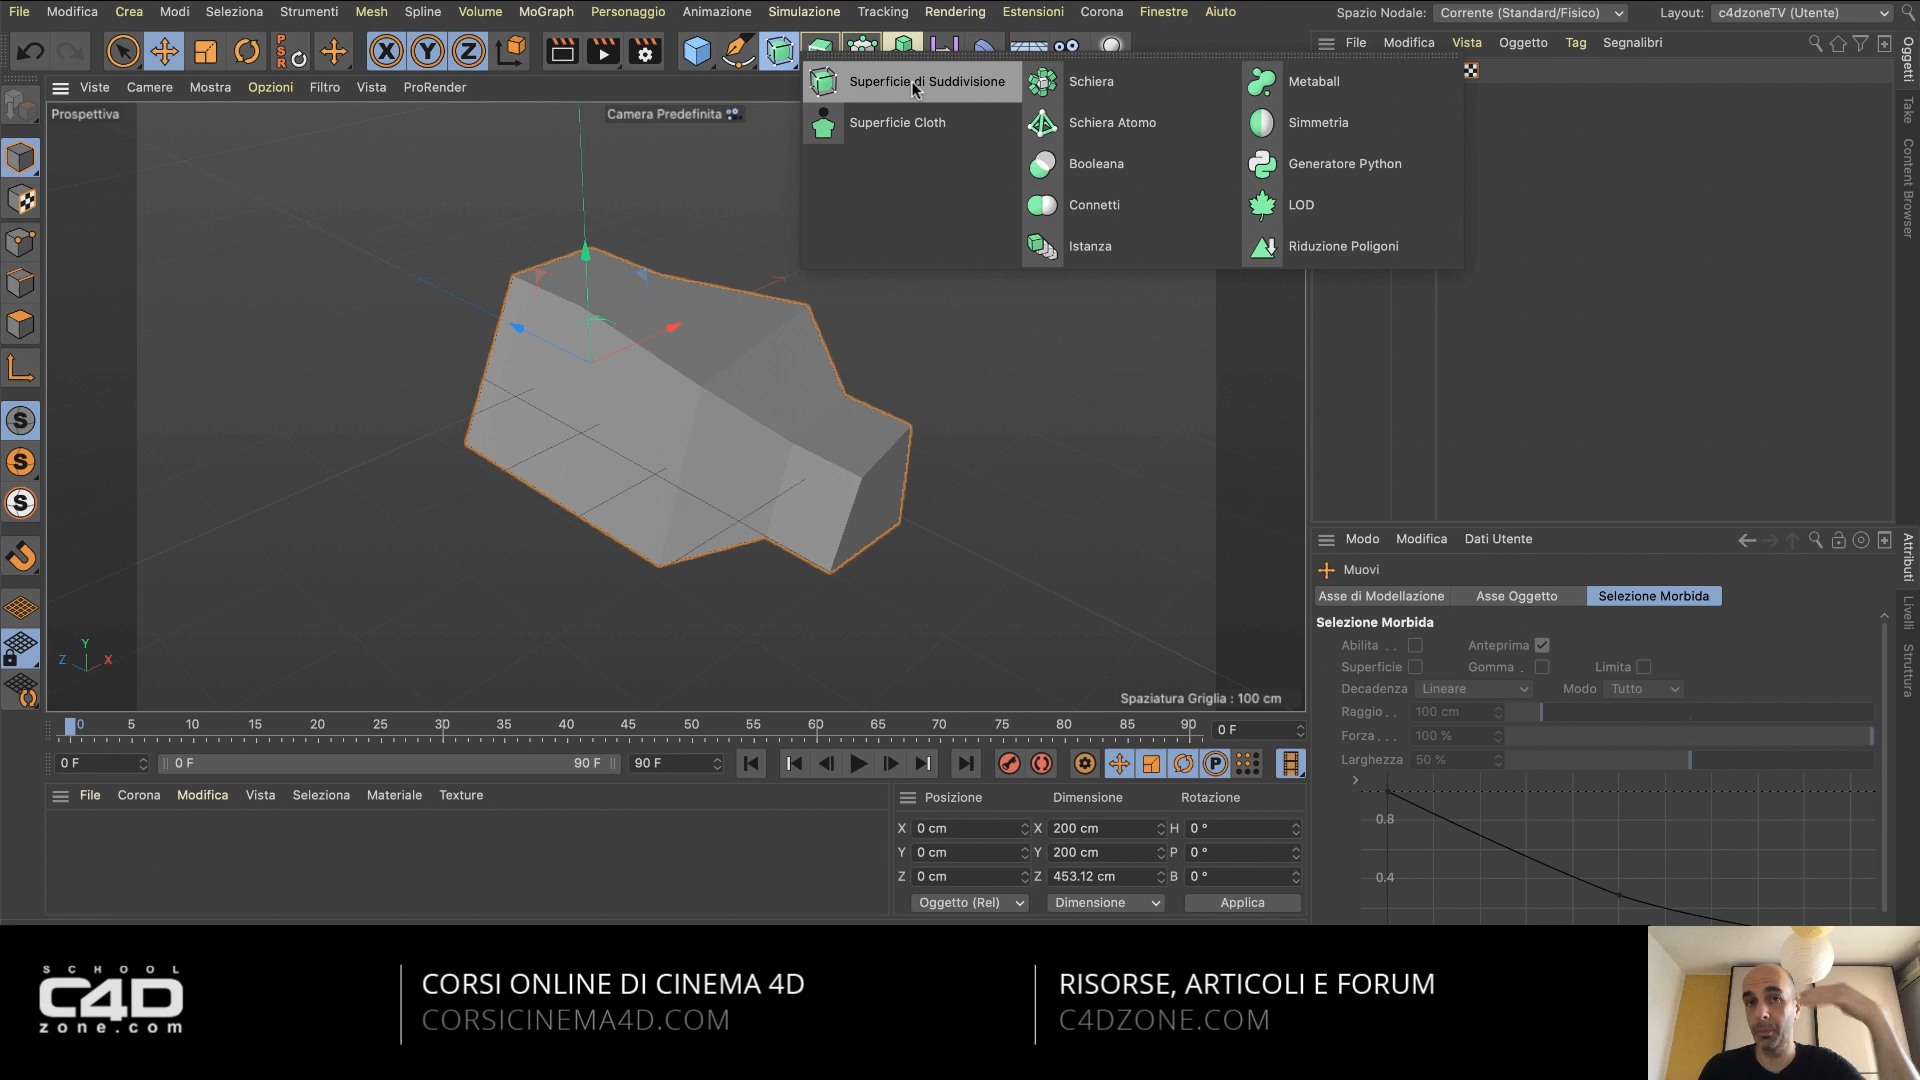 File Modifica Crea Modi Seleziona Strumenti Mesh Spline Volume MoGraph Personaggio Animazione Simulazione Tracking Rendering Estensioni Corona Finestre Aiuto
Spazio Nodale: Corrente (Standard/Fisico) Layout: c4dzoneTV (Utente)
PSR X Y Z
File Modifica Vista Oggetto Tag Segnalibri
Viste Camere Mostra Opzioni Filtro Vista ProRender
Prospettiva
Camera Predefinita
Superficie di Suddivisione
Superficie Cloth
Schiera
Schiera Atomo
Booleana
Connetti
Istanza
Metaball
Simmetria
Generatore Python
LOD
Riduzione Poligoni
Oggetti
Take
Content Browser
S
S
S
Y
Z X
Spaziatura Griglia : 100 cm
Modo Modifica Dati Utente
Muovi
Asse di Modellazione Asse Oggetto Selezione Morbida
Selezione Morbida
Abilita . . Anteprima
Superficie Gomma . Limita
Decadenza Lineare Modo Tutto
Raggio . . 100 cm
Forza . . . 100 %
Larghezza 50 %
0.8
0.4
Attributi
Livelli
Struttura
0 5 10 15 20 25 30 35 40 45 50 55 60 65 70 75 80 85 90 0 F
0 F 0 F 90 F 90 F
P
File Corona Modifica Vista Seleziona Materiale Texture
Posizione Dimensione Rotazione
X 0 cm X 200 cm H 0 °
Y 0 cm Y 200 cm P 0 °
Z 0 cm Z 453.12 cm B 0 °
Oggetto (Rel) Dimensione Applica
SCHOOL
C4D
zone.com
CORSI ONLINE DI CINEMA 4D
CORSICINEMA4D.COM
RISORSE, ARTICOLI E FORUM
C4DZONE.COM